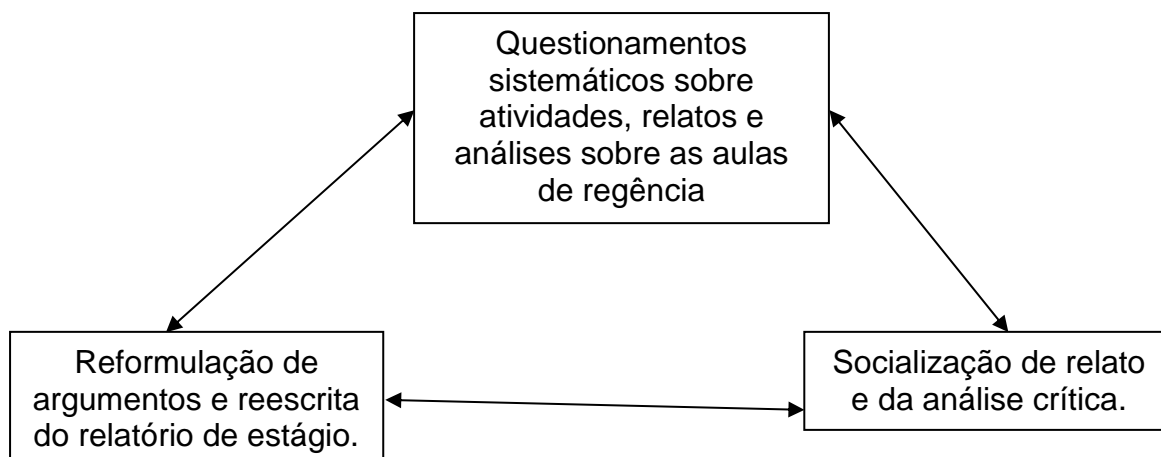 Questionamentos
sistemáticos sobre
atividades, relatos e
análises sobre as aulas
de regência
Reformulação de
argumentos e reescrita
do relatório de estágio.
Socialização de relato
e da análise crítica.